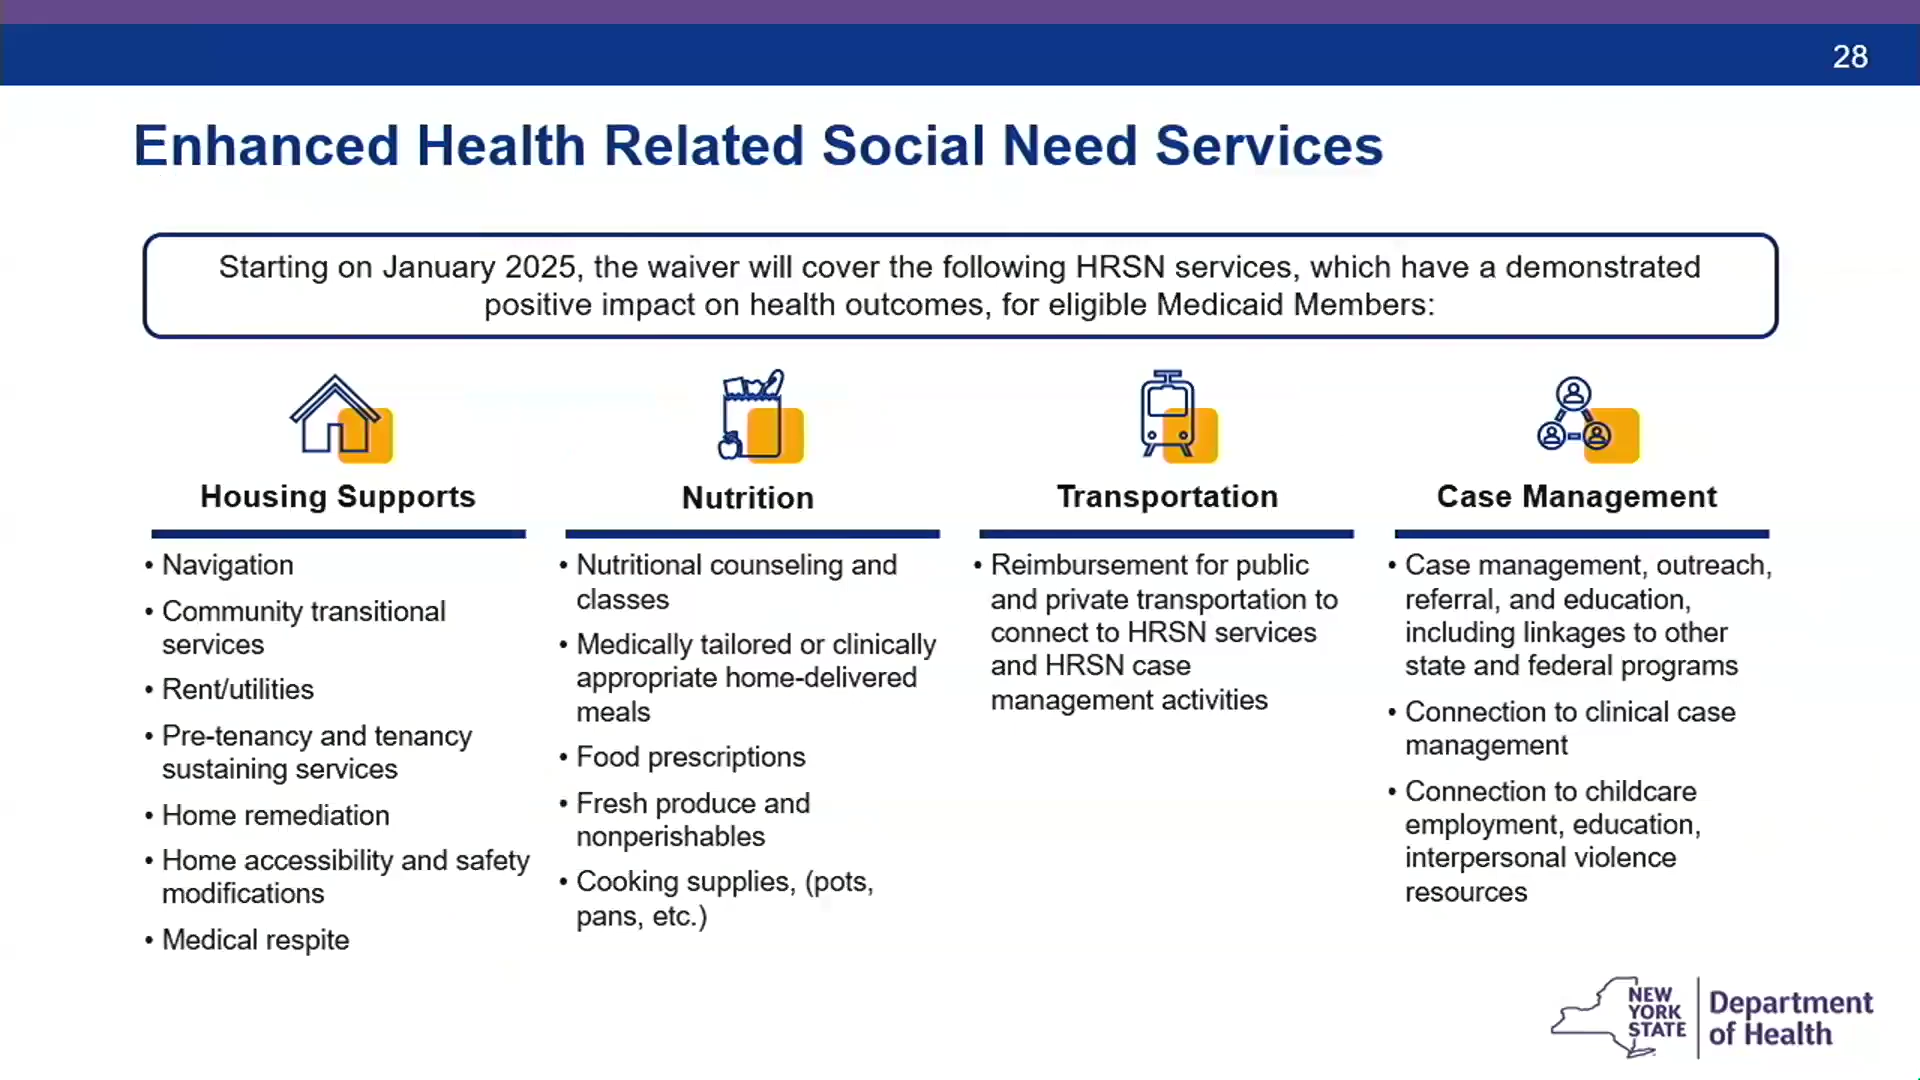 28
Enhanced Health Related Social Need Services
Starting on January 2025, the waiver will cover the following HRSN services, which have a demonstrated
positive impact on health outcomes, for eligible Medicaid Members:
Housing Supports
• Navigation
• Community transitional
services
• Rent/utilities
• Pre-tenancy and tenancy
sustaining services
• Home remediation
• Home accessibility and safety
modifications
• Medical respite
Nutrition
• Nutritional counseling and
classes
• Medically tailored or clinically
appropriate home-delivered
meals
• Food prescriptions
• Fresh produce and
nonperishables
• Cooking supplies, (pots,
pans, etc.)
Transportation
• Reimbursement for public
and private transportation to
connect to HRSN services
and HRSN case
management activities
Case Management
• Case management, outreach,
referral, and education,
including linkages to other
state and federal programs
• Connection to clinical case
management
• Connection to childcare
employment, education,
interpersonal violence
resources
NEW
YORK
STATE
Department
of Health